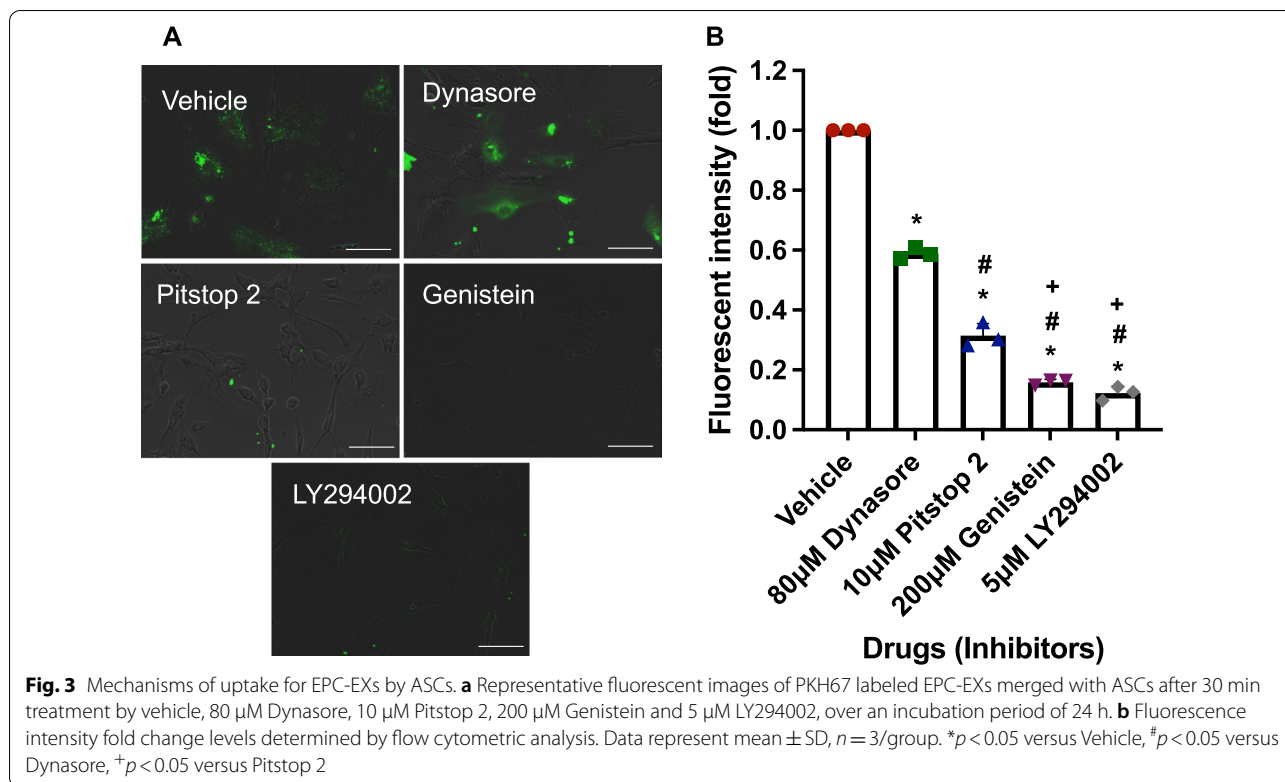 A
Vehicle
Dynasore
Pitstop 2
Genistein
LY294002
B
Fluorescent intensity (fold)
1.2
1.0
0.8
0.6
0.4
0.2
0.0
*
#
*
+
#
*
+
#
*
Vehicle
80μM Dynasore
10μM Pitstop 2
200μM Genistein
5μM LY294002
Drugs (Inhibitors)
Fig. 3 Mechanisms of uptake for EPC-EXs by ASCs. a Representative fluorescent images of PKH67 labeled EPC-EXs merged with ASCs after 30 min
treatment by vehicle, 80 μM Dynasore, 10 μM Pitstop 2, 200 μM Genistein and 5 μM LY294002, over an incubation period of 24 h. b Fluorescence
intensity fold change levels determined by flow cytometric analysis. Data represent mean ± SD, n = 3/group. *p < 0.05 versus Vehicle, #p < 0.05 versus
Dynasore, +p < 0.05 versus Pitstop 2